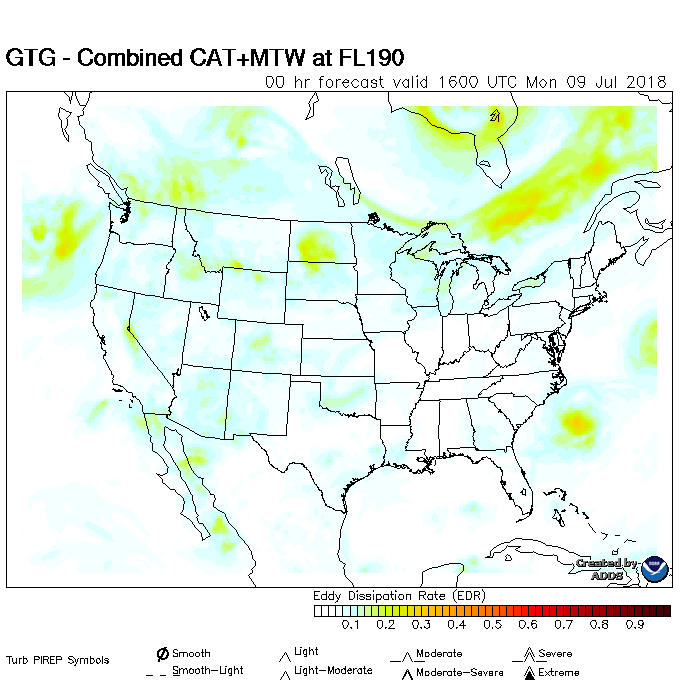 GTG - Combined CAT+MTW at FL190
00 hr forecast valid 1600 UTC Mon 09 Jul 2018
Created by
ADDS
Eddy Dissipation Rate (EDR)
0.1 0.2 0.3 0.4 0.5 0.6 0.7 0.8 0.9
Turb PIREP Symbols
Smooth Light Moderate Severe
Smooth-Light Light-Moderate Moderate-Severe Extreme